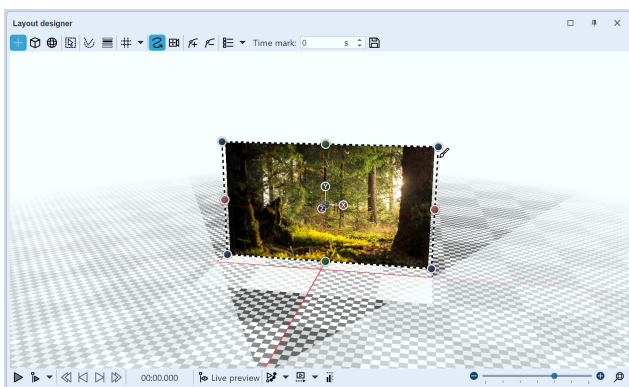 Layout designer
Time mark: 0 s
Y
X
00:00.000 Live preview